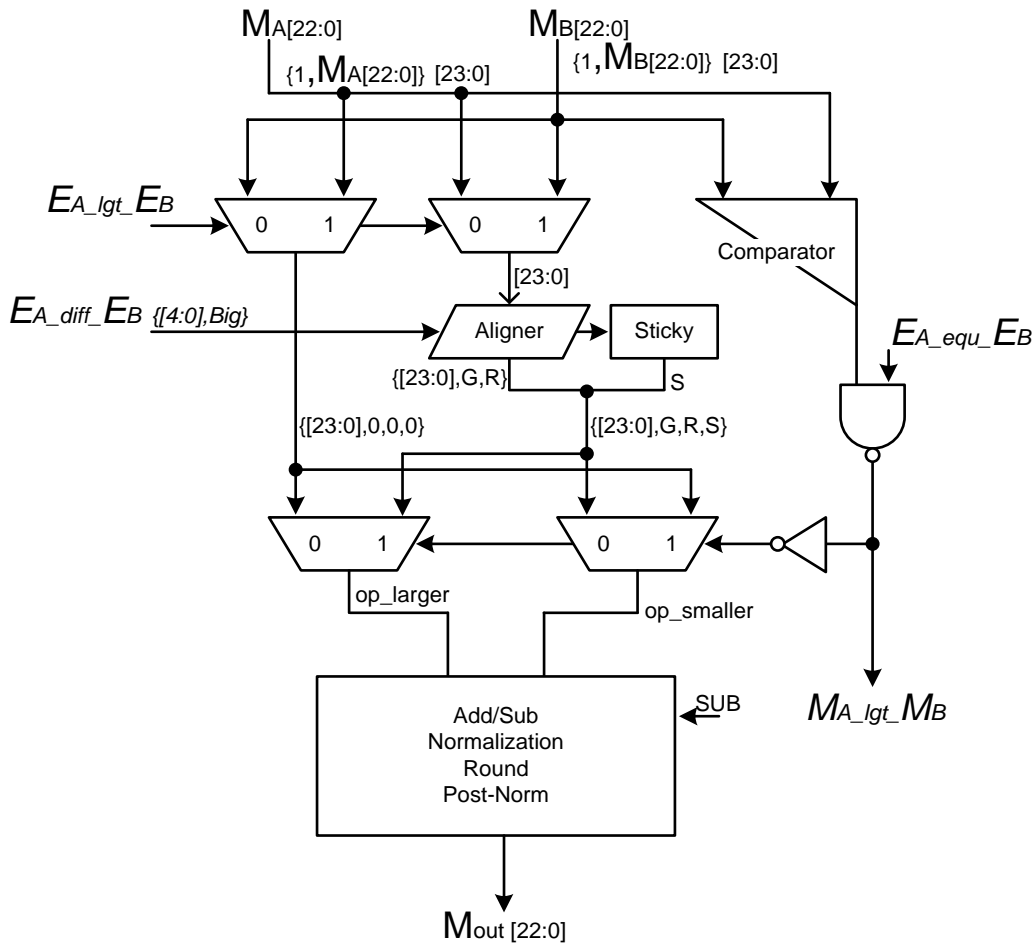 MA[22:0]
MB[22:0]
{1,MA[22:0]} [23:0]
{1,MB[22:0]} [23:0]
EA_lgt_EB
0 1
0 1
Comparator
[23:0]
EA_diff_EB {[4:0],Big}
Aligner
Sticky
EA_equ_EB
{[23:0],G,R}
S
{[23:0],0,0,0}
{[23:0],G,R,S}
0 1
0 1
op_larger
op_smaller
SUB
MA_lgt_MB
Add/Sub
Normalization
Round
Post-Norm
Mout [22:0]